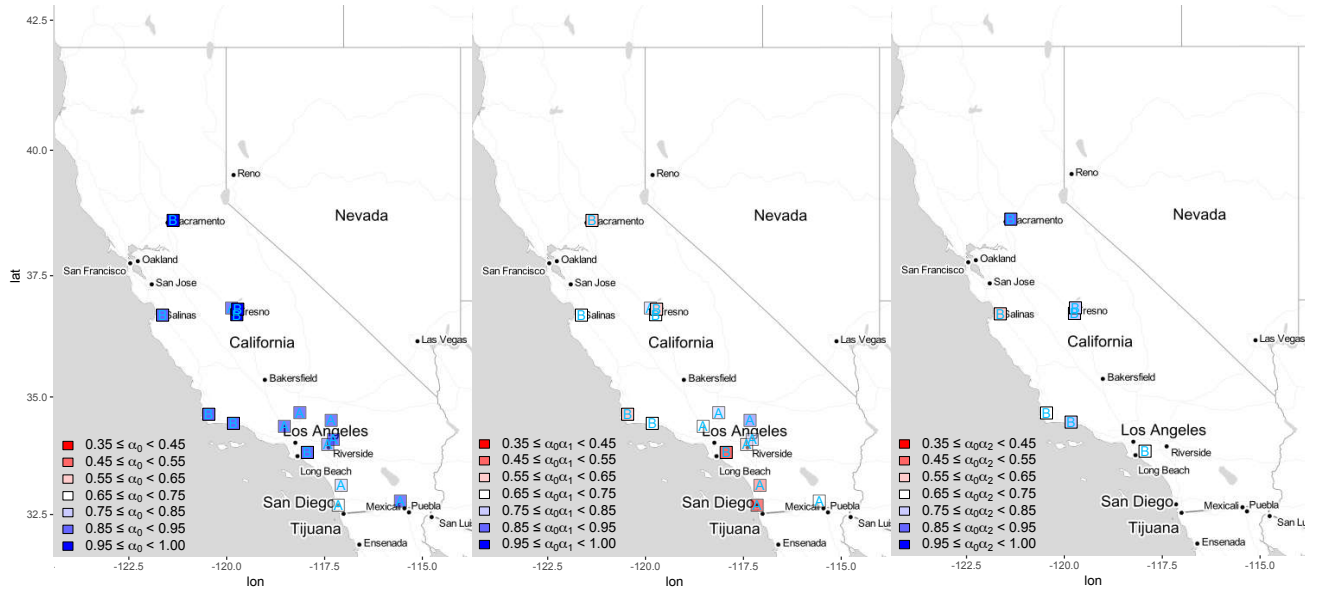 42.5
40.0
37.5
35.0
32.5
lat
Reno
Nevada
B
acramento
Oakland
San Francisco
San Jose
B
B
resno
Salinas
California
Las Vegas
Bakersfield
B
B
A
A
A
Los Angeles
A
Riverside
Long Beach
A
San Diego
A
Mexicali
Puebla
Tijuana
San Lui
Ensenada
0.35 ≤ α0 < 0.45
0.45 ≤ α0 < 0.55
0.55 ≤ α0 < 0.65
0.65 ≤ α0 < 0.75
0.75 ≤ α0 < 0.85
0.85 ≤ α0 < 0.95
0.95 ≤ α0 < 1.00
-122.5
-120.0
-117.5
-115.0
lon
Reno
Nevada
B
acramento
Oakland
San Francisco
San Jose
A
B
B
resno
B
Salinas
California
Las Vegas
Bakersfield
B
B
A
A
A
Los Angeles
A
A
Riverside
Long Beach
A
San Diego
A
A
Mexicali
Puebla
Tijuana
San Lui
Ensenada
0.35 ≤ α0α1 < 0.45
0.45 ≤ α0α1 < 0.55
0.55 ≤ α0α1 < 0.65
0.65 ≤ α0α1 < 0.75
0.75 ≤ α0α1 < 0.85
0.85 ≤ α0α1 < 0.95
0.95 ≤ α0α1 < 1.00
-122.5
-120.0
-117.5
-115.0
lon
Reno
Nevada
acramento
Oakland
San Francisco
San Jose
B
B
resno
B
Salinas
California
Las Vegas
Bakersfield
B
B
Los Angeles
B
Riverside
Long Beach
San Diego
Mexicali
Puebla
Tijuana
San L
Ensenada
0.35 ≤ α0α2 < 0.45
0.45 ≤ α0α2 < 0.55
0.55 ≤ α0α2 < 0.65
0.65 ≤ α0α2 < 0.75
0.75 ≤ α0α2 < 0.85
0.85 ≤ α0α2 < 0.95
0.95 ≤ α0α2 < 1.00
-122.5
-120.0
-117.5
-115.0
lon